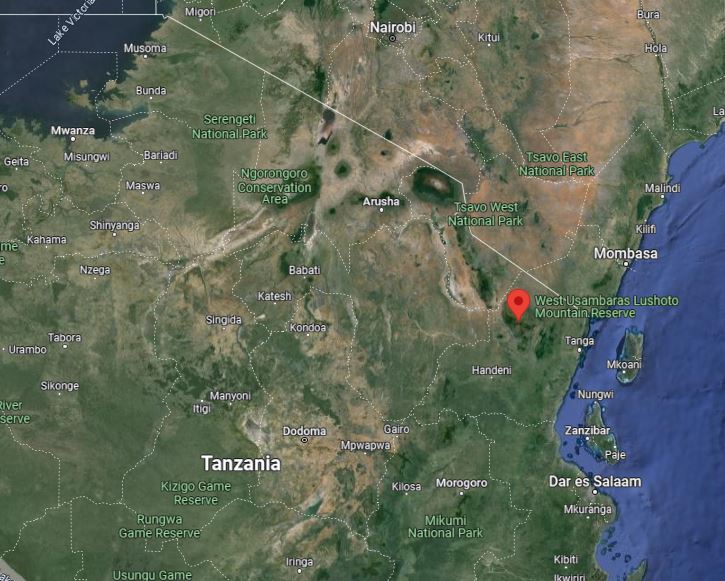 Migori
Nairobi
Bura
Lake Victoria
Kitui
Hola
Musoma
Bunda
Serengeti
National Park
Mwanza
Misungwi
Bariadi
Geita
Tsavo East
National Park
Ngorongoro
Conservation
Area
Maswa
Arusha
Tsavo West
National Park
Malindi
Shinyanga
Kilifi
Kahama
Mombasa
Nzega
Babati
Katesh
West Usambaras Lushoto
Mountain Reserve
Singida
Kondoa
Tabora
Tanga
Urambo
Mkoani
Handeni
Sikonge
Manyoni
Nungwi
Itigi
Dodoma
Gairo
Zanzibar
Mpwapwa
Paje
Tanzania
Kizigo Game
Reserve
Kilosa
Morogoro
Dar es Salaam
Mkuranga
Rungwa
Game Reserve
Mikumi
National Park
Iringa
Kibiti
Usungu Game